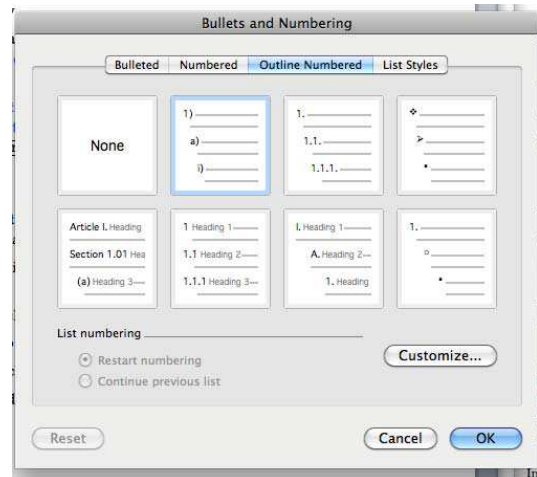 Bullets and Numbering
Bulleted Numbered Outline Numbered List Styles
None
1)
a)
i)
1.
1.1.
1.1.1.
Article I. Heading
Section 1.01 Hea
(a) Heading 3
1 Heading 1
1.1 Heading 2
1.1.1 Heading 3
I. Heading 1
A. Heading 2
1. Heading
1.
List numbering
Restart numbering
Continue previous list
Customize...
Reset Cancel OK